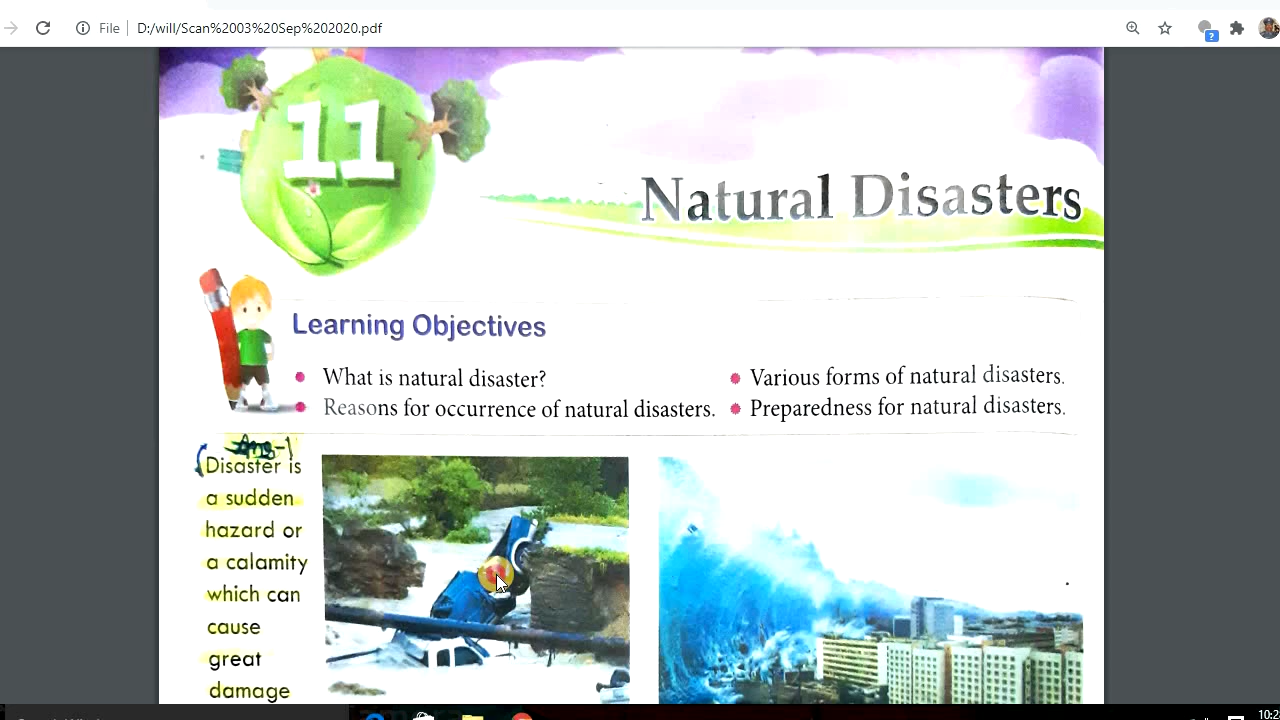 File
D:/will/Scan%2003%20Sep%202020.pdf
?
11
Natural Disasters
Learning Objectives
What is natural disaster?
Various forms of natural disasters.
Reasons for occurrence of natural disasters.
Preparedness for natural disasters.
Ans-1
Disaster is
a sudden
hazard or
a calamity
which can
cause
great
damage